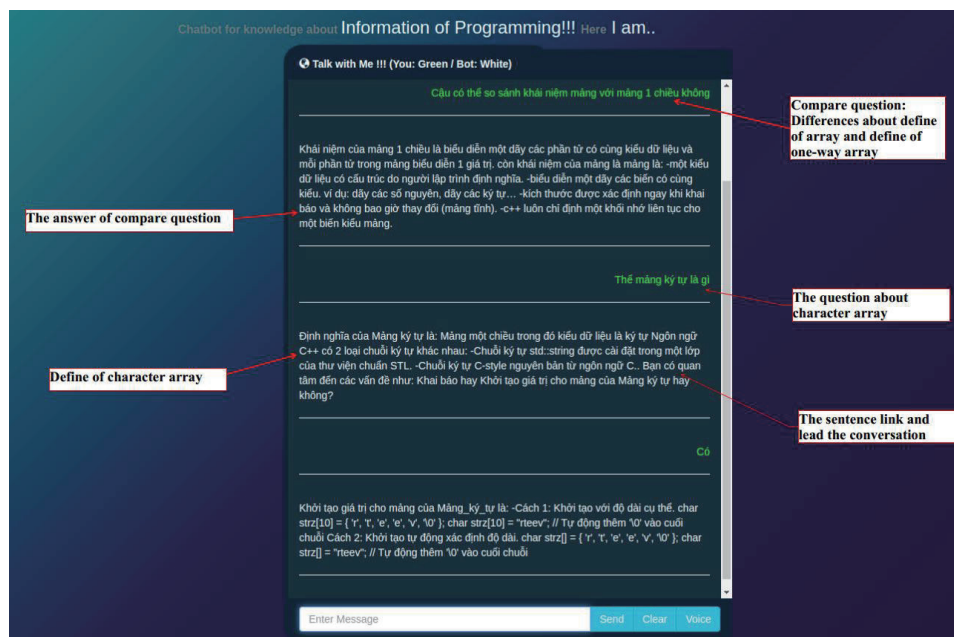 Chatbot for knowledge about Information of Programming!!! Here I am..
Talk with Me !!! (You: Green / Bot: White)
Cậu có thể so sánh khái niệm mảng với mảng 1 chiều không
Compare question:
Differences about define
of array and define of
one-way array
Khái niệm của mảng 1 chiều là biểu diễn một dãy các phần tử có cùng kiểu dữ liệu và
mỗi phần tử trong mảng biểu diễn 1 giá trị. còn khái niệm của mảng là mảng là: -một kiểu
dữ liệu có cấu trúc do người lập trình định nghĩa. -biểu diễn một dãy các biến có cùng
kiểu. ví dụ: dãy các số nguyên, dãy các ký tự… -kích thước được xác định ngay khi khai
báo và không bao giờ thay đổi (mảng tĩnh). -c++ luôn chỉ định một khối nhớ liên tục cho
một biến kiểu mảng.
The answer of compare question
Thế mảng ký tự là gì
The question about
character array
Định nghĩa của Mảng ký tự là: Mảng một chiều trong đó kiểu dữ liệu là ký tự Ngôn ngữ
C++ có 2 loại chuỗi ký tự khác nhau: -Chuỗi ký tự std::string được cài đặt trong một lớp
của thư viện chuẩn STL. -Chuỗi ký tự C-style nguyên bản từ ngôn ngữ C.. Bạn có quan
tâm đến các vấn đề như: Khai báo hay Khởi tạo giá trị cho mảng của Mảng ký tự hay
không?
Define of character array
The sentence link and
lead the conversation
Có
Khởi tạo giá trị cho mảng của Mảng_ký_tự là: -Cách 1: Khởi tạo với độ dài cụ thể. char
strz[10] = { 'r', 't', 'e', 'e', 'v', '\0' }; char strz[10] = "rteev"; // Tự động thêm '\0' vào cuối
chuỗi Cách 2: Khởi tạo tự động xác định độ dài. char strz[] = { 'r', 't', 'e', 'e', 'v', '\0' }; char
strz[] = "rteev"; // Tự động thêm '\0' vào cuối chuỗi
Enter Message
Send Clear Voice